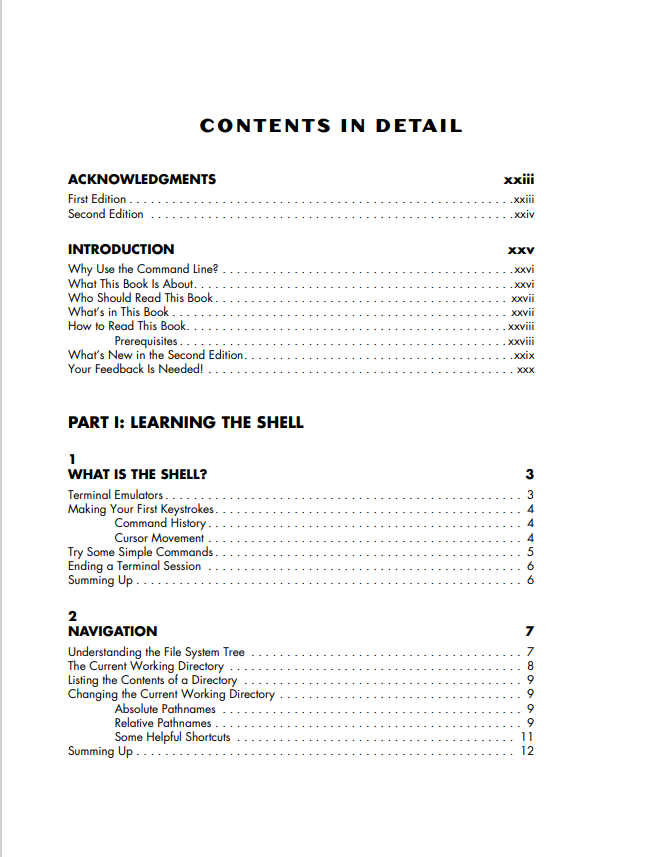 CONTENTS IN DETAIL
ACKNOWLEDGMENTS xxiii
First Edition . . . . . . . . . . . . . . . . . . . . . . . . . . . . . . . . . . . . . . . . . . . . . . . . . . . . . .xxiii
Second Edition . . . . . . . . . . . . . . . . . . . . . . . . . . . . . . . . . . . . . . . . . . . . . . . . . . .xxiv
INTRODUCTION xxv
Why Use the Command Line? . . . . . . . . . . . . . . . . . . . . . . . . . . . . . . . . . . . . . . . . .xxvi
What This Book Is About. . . . . . . . . . . . . . . . . . . . . . . . . . . . . . . . . . . . . . . . . . . . .xxvi
Who Should Read This Book . . . . . . . . . . . . . . . . . . . . . . . . . . . . . . . . . . . . . . . . . . xxvii
What’s in This Book . . . . . . . . . . . . . . . . . . . . . . . . . . . . . . . . . . . . . . . . . . . . . . . . xxvii
How to Read This Book. . . . . . . . . . . . . . . . . . . . . . . . . . . . . . . . . . . . . . . . . . . . . xxviii
Prerequisites . . . . . . . . . . . . . . . . . . . . . . . . . . . . . . . . . . . . . . . . . . . . . . xxviii
What’s New in the Second Edition. . . . . . . . . . . . . . . . . . . . . . . . . . . . . . . . . . . . . .xxix
Your Feedback Is Needed! . . . . . . . . . . . . . . . . . . . . . . . . . . . . . . . . . . . . . . . . . . . xxx
PART I: LEARNING THE SHELL
1
WHAT IS THE SHELL? 3
Terminal Emulators . . . . . . . . . . . . . . . . . . . . . . . . . . . . . . . . . . . . . . . . . . . . . . . . . . 3
Making Your First Keystrokes . . . . . . . . . . . . . . . . . . . . . . . . . . . . . . . . . . . . . . . . . . . 4
Command History . . . . . . . . . . . . . . . . . . . . . . . . . . . . . . . . . . . . . . . . . . . . 4
Cursor Movement . . . . . . . . . . . . . . . . . . . . . . . . . . . . . . . . . . . . . . . . . . . . 4
Try Some Simple Commands . . . . . . . . . . . . . . . . . . . . . . . . . . . . . . . . . . . . . . . . . . . 5
Ending a Terminal Session . . . . . . . . . . . . . . . . . . . . . . . . . . . . . . . . . . . . . . . . . . . . 6
Summing Up . . . . . . . . . . . . . . . . . . . . . . . . . . . . . . . . . . . . . . . . . . . . . . . . . . . . . . 6
2
NAVIGATION 7
Understanding the File System Tree . . . . . . . . . . . . . . . . . . . . . . . . . . . . . . . . . . . . . . 7
The Current Working Directory . . . . . . . . . . . . . . . . . . . . . . . . . . . . . . . . . . . . . . . . . 8
Listing the Contents of a Directory . . . . . . . . . . . . . . . . . . . . . . . . . . . . . . . . . . . . . . . 9
Changing the Current Working Directory . . . . . . . . . . . . . . . . . . . . . . . . . . . . . . . . . . 9
Absolute Pathnames . . . . . . . . . . . . . . . . . . . . . . . . . . . . . . . . . . . . . . . . . . 9
Relative Pathnames . . . . . . . . . . . . . . . . . . . . . . . . . . . . . . . . . . . . . . . . . . . 9
Some Helpful Shortcuts . . . . . . . . . . . . . . . . . . . . . . . . . . . . . . . . . . . . . . . 11
Summing Up . . . . . . . . . . . . . . . . . . . . . . . . . . . . . . . . . . . . . . . . . . . . . . . . . . . . . 12